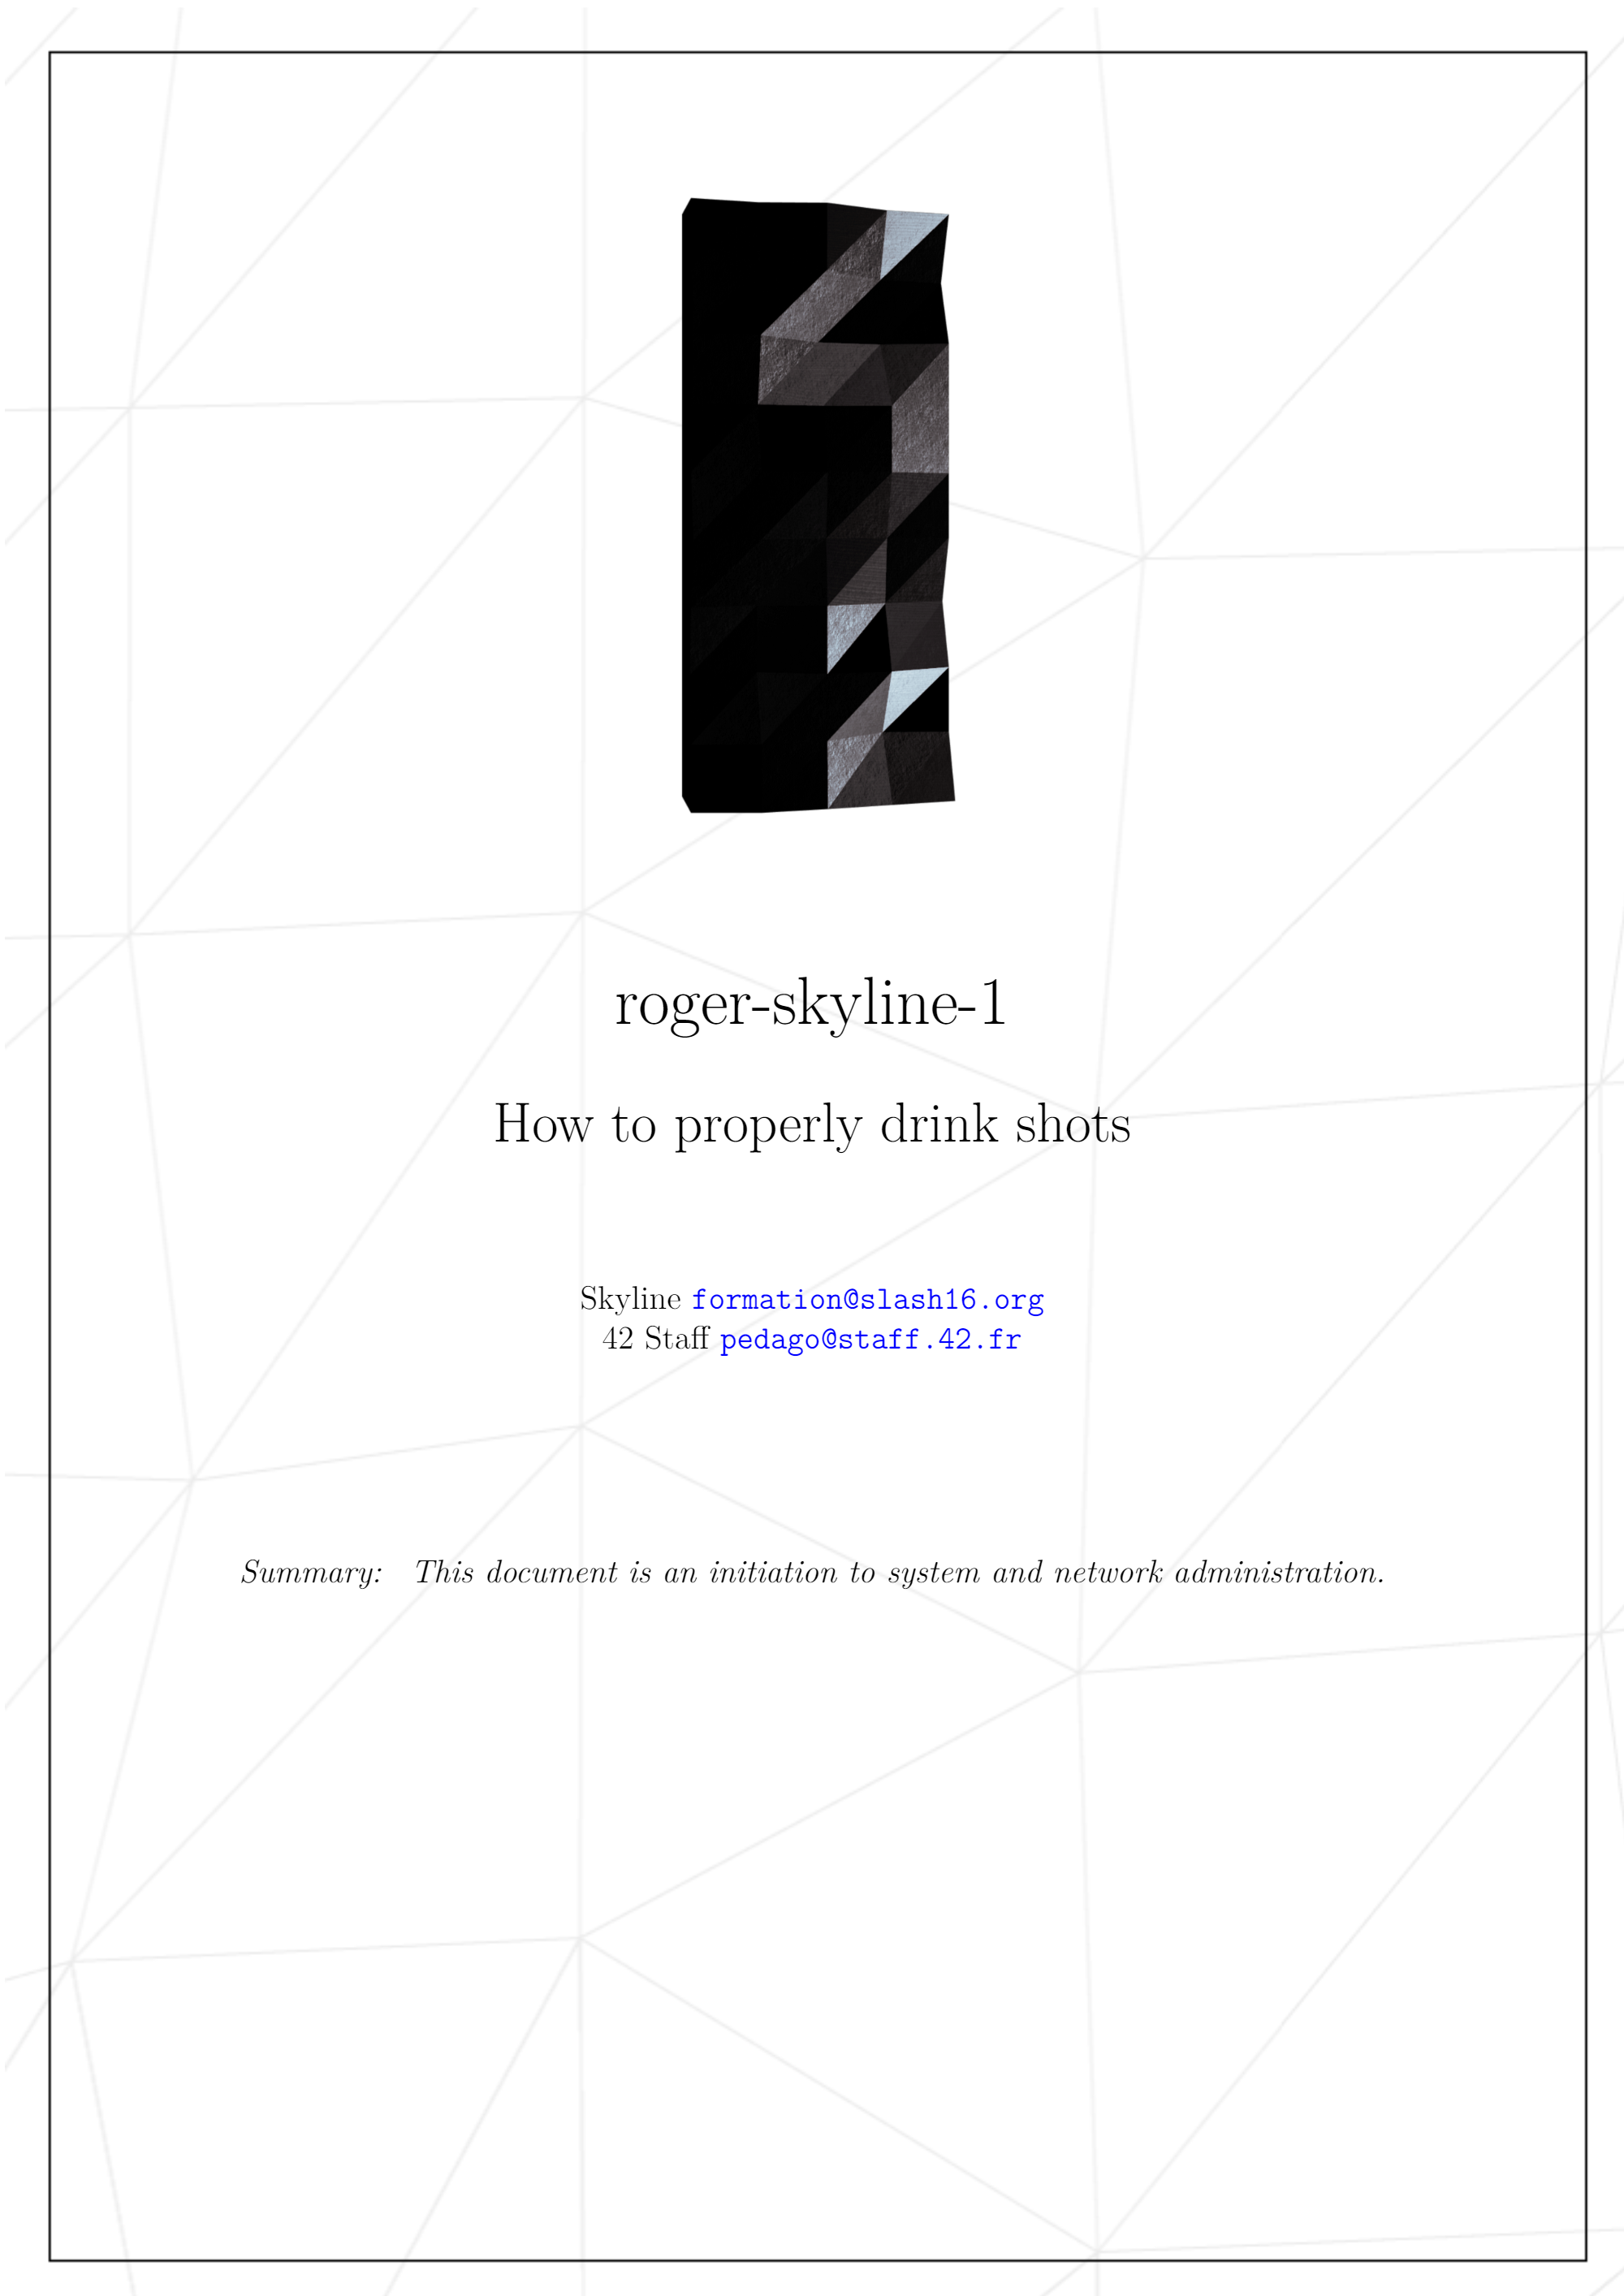 roger-skyline-1
How to properly drink shots
Skyline formation@slash16.org
42 Staff pedago@staff.42.fr
Summary: This document is an initiation to system and network administration.